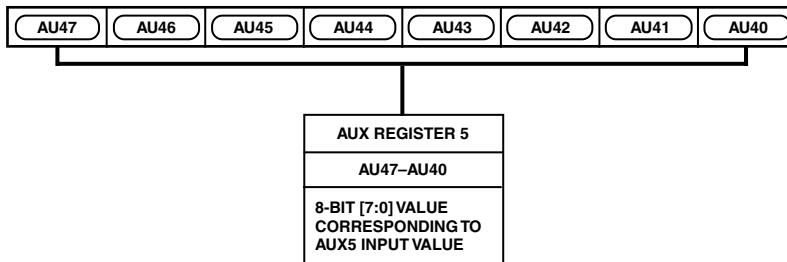 AU47 AU46 AU45 AU44 AU43 AU42 AU41 AU40
AUX REGISTER 5
AU47–AU40
8-BIT [7:0] VALUE
CORRESPONDING TO
AUX5 INPUT VALUE